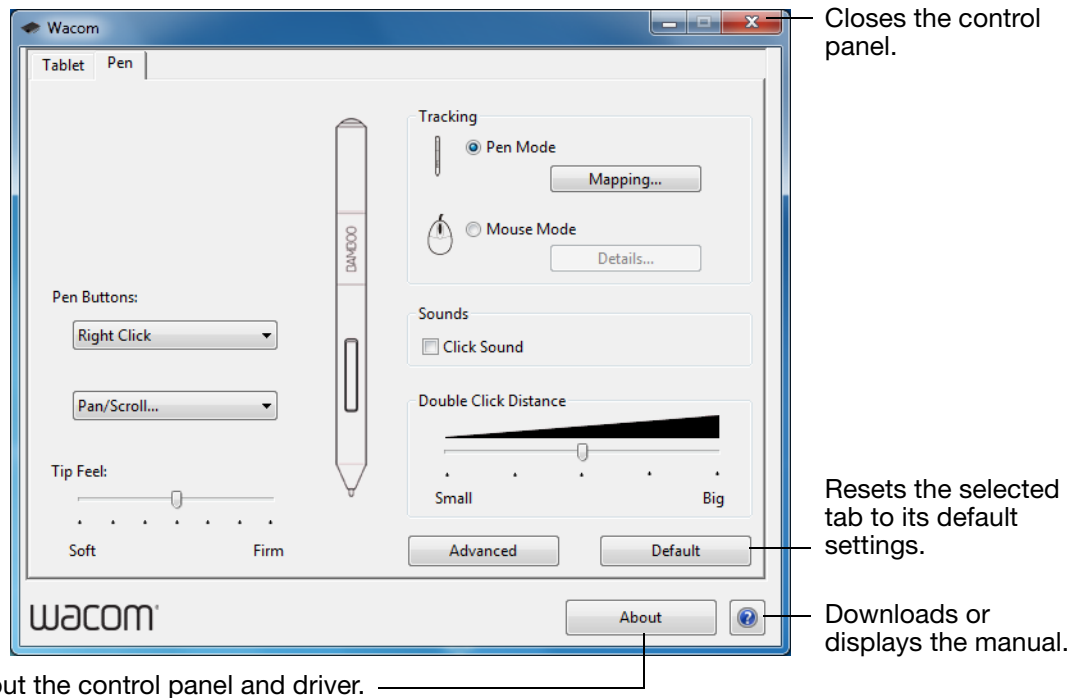 Wacom
Closes the control
panel.
Tablet Pen
Tracking
Pen Mode
Mapping...
Mouse Mode
Details...
BAMBOO
Pen Buttons:
Right Click
Pan/Scroll...
Sounds
Click Sound
Double Click Distance
Small Big
Tip Feel:
Soft Firm
Advanced Default
Resets the selected
tab to its default
settings.
wacom
About
Downloads or
displays the manual.
the control panel and driver.